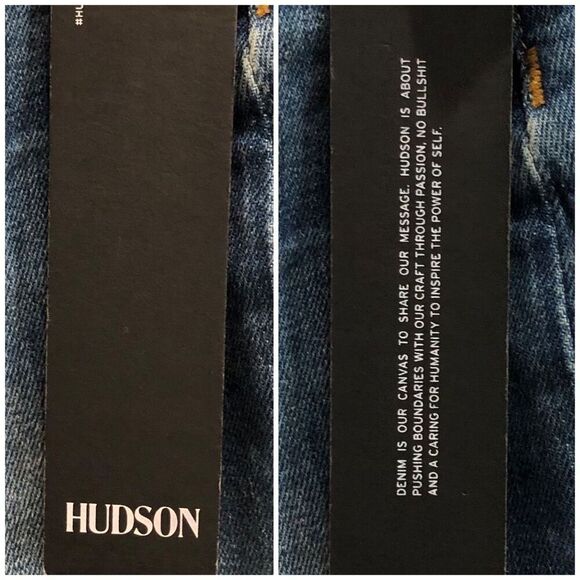 #HU
HUDSON
DENIM IS OUR CANVAS TO SHARE OUR MESSAGE. HUDSON IS ABOUT
PUSHING BOUNDARIES WITH OUR CRAFT THROUGH PASSION, NO BULLSHIT
AND A CARING FOR HUMANITY TO INSPIRE THE POWER OF SELF.